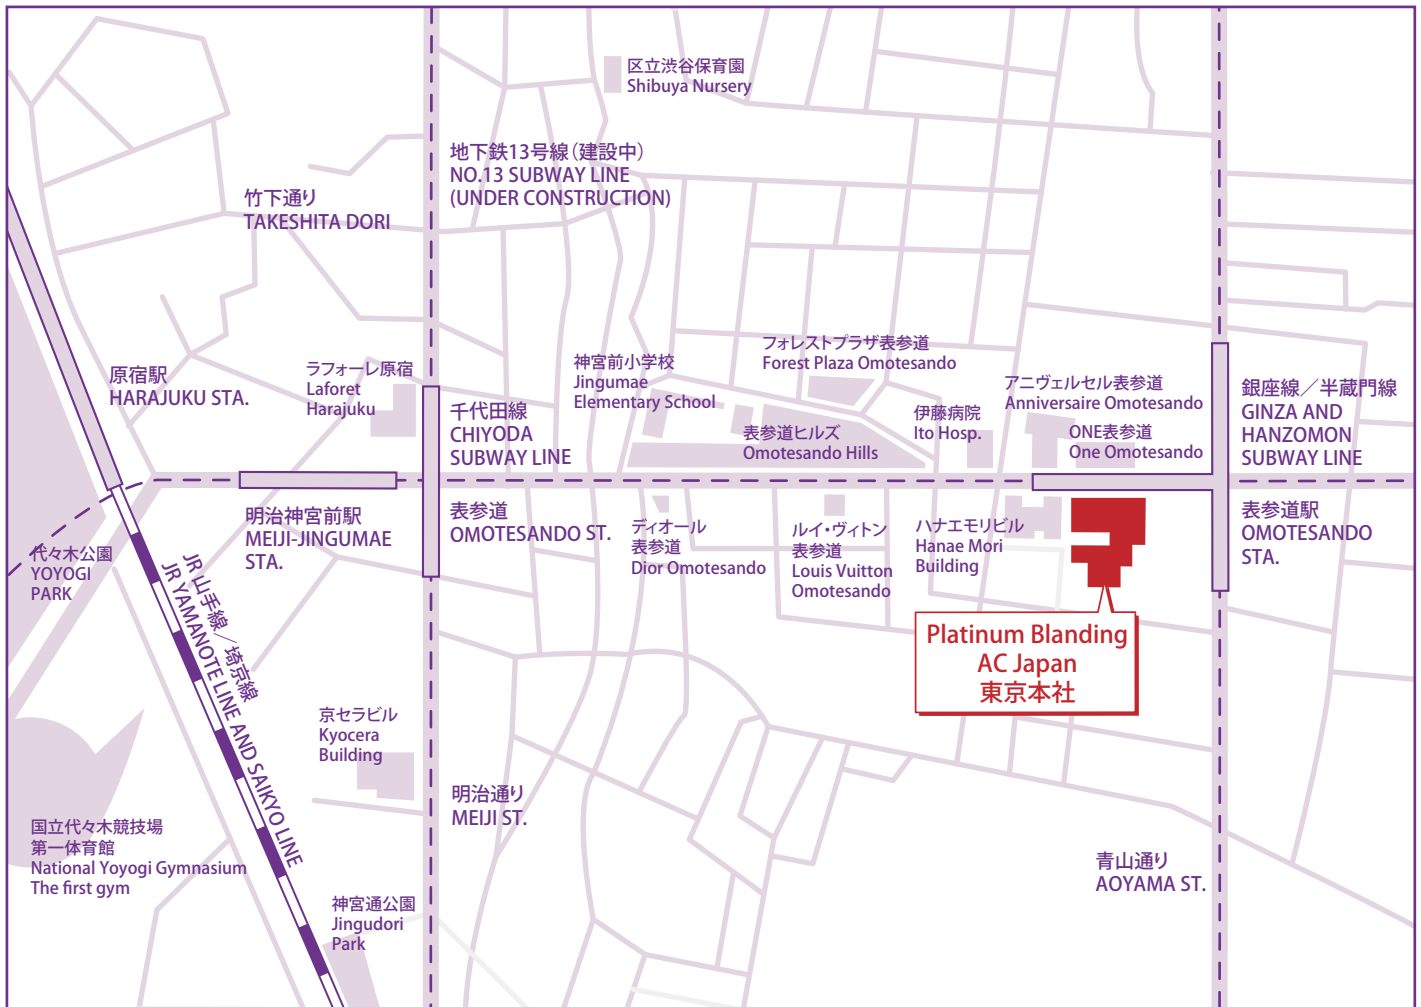 区立渋谷保育園
Shibuya Nursery
地下鉄13号線（建設中）
NO.13 SUBWAY LINE
(UNDER CONSTRUCTION)
竹下通り
TAKESHITA DORI
原宿駅
HARAJUKU STA.
ラフォーレ原宿
Laforet
Harajuku
千代田線
CHIYODA
SUBWAY LINE
神宮前小学校
Jingumae
Elementary School
フォレストプラザ表参道
Forest Plaza Omotesando
表参道ヒルズ
Omotesando Hills
伊藤病院
Ito Hosp.
アニヴェルセル表参道
Anniversaire Omotesando
ONE表参道
One Omotesando
銀座線／半蔵門線
GINZA AND
HANZOMON
SUBWAY LINE
明治神宮前駅
MEIJI-JINGUMAE
STA.
表参道
OMOTESANDO ST.
ディオール
表参道
Dior Omotesando
ルイ・ヴィトン
表参道
Louis Vuitton
Omotesando
ハナエモリビル
Hanae Mori
Building
表参道駅
OMOTESANDO
STA.
代々木公園
YOYOGI
PARK
JR 山手線／埼京線
JR YAMANOTE LINE AND SAIKYO LINE
Platinum Blanding
AC Japan
東京本社
京セラビル
Kyocera
Building
明治通り
MEIJI ST.
国立代々木競技場
第一体育館
National Yoyogi Gymnasium
The first gym
青山通り
AOYAMA ST.
神宮通公園
Jingudori
Park